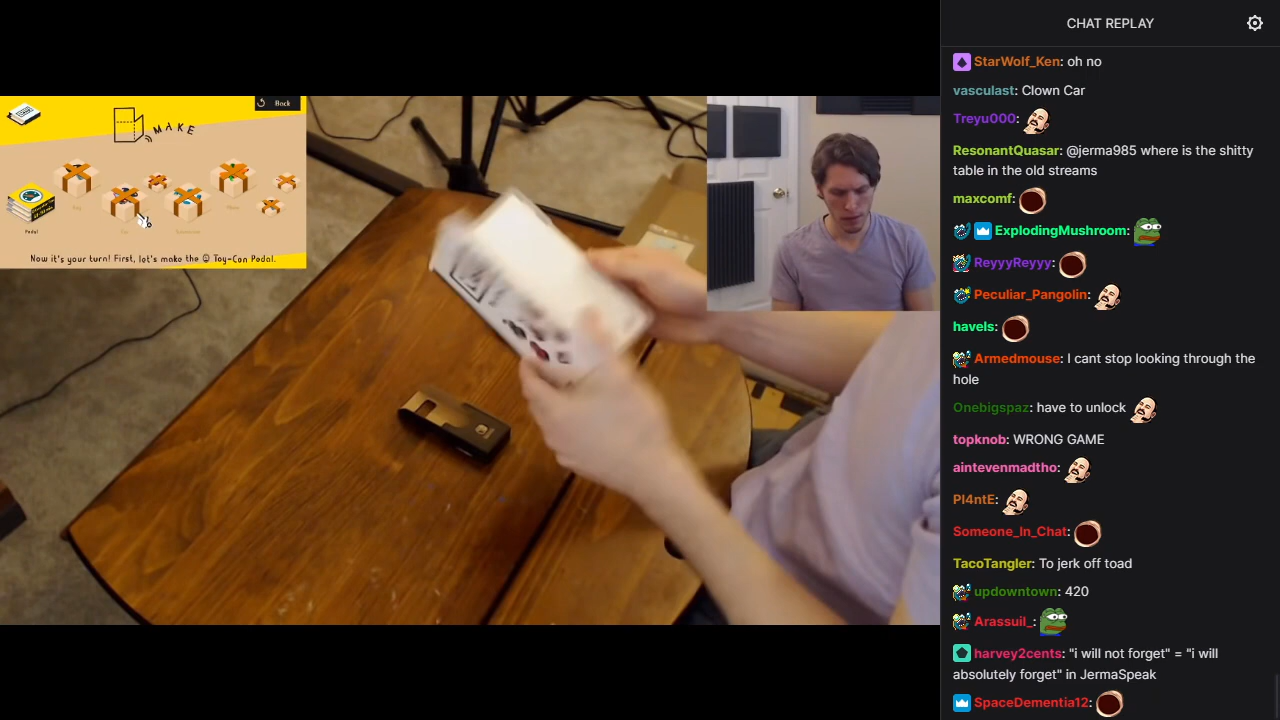 CHAT REPLAY
StarWolf_Ken: oh no
vasculast: Clown Car
Treyu000:
ResonantQuasar: @jerma985 where is the shitty
table in the old streams
maxcomf:
ExplodingMushroom:
ReyyyReyyy:
Peculiar_Pangolin:
havels:
Armedmouse: I cant stop looking through the
hole
Onebigspaz: have to unlock
topknob: WRONG GAME
aintevenmadtho:
PI4ntE:
Someone_In_Chat:
TacoTangler: To jerk off toad
updowntown: 420
Arassuil_:
harvey2cents: "i will not forget" = "i will
absolutely forget" in JermaSpeak
SpaceDementia12:
Back
MAKE
Pedal
Now it's your turn! First, let's make the Toy-Con Pedal.